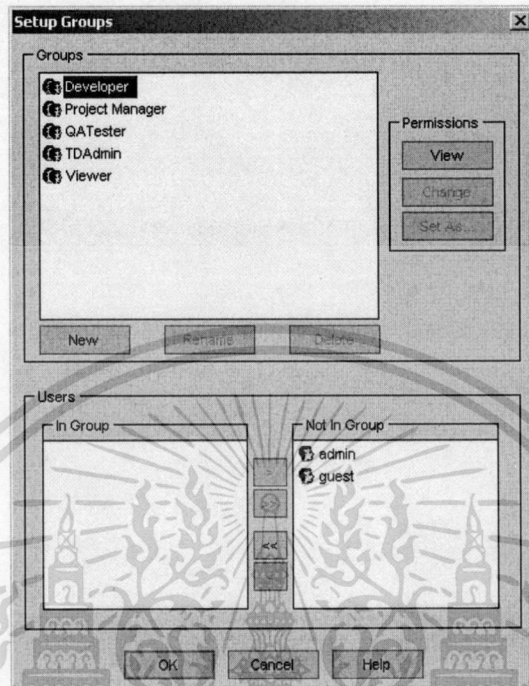 Setup Groups
Groups
Developer
Project Manager
QATester
TDAdmin
Viewer
Permissions
View
Change
Set As...
New
Rename
Delete
Users
In Group
Not In Group
admin
guest
>
>>
<<
OK
Cancel
Help